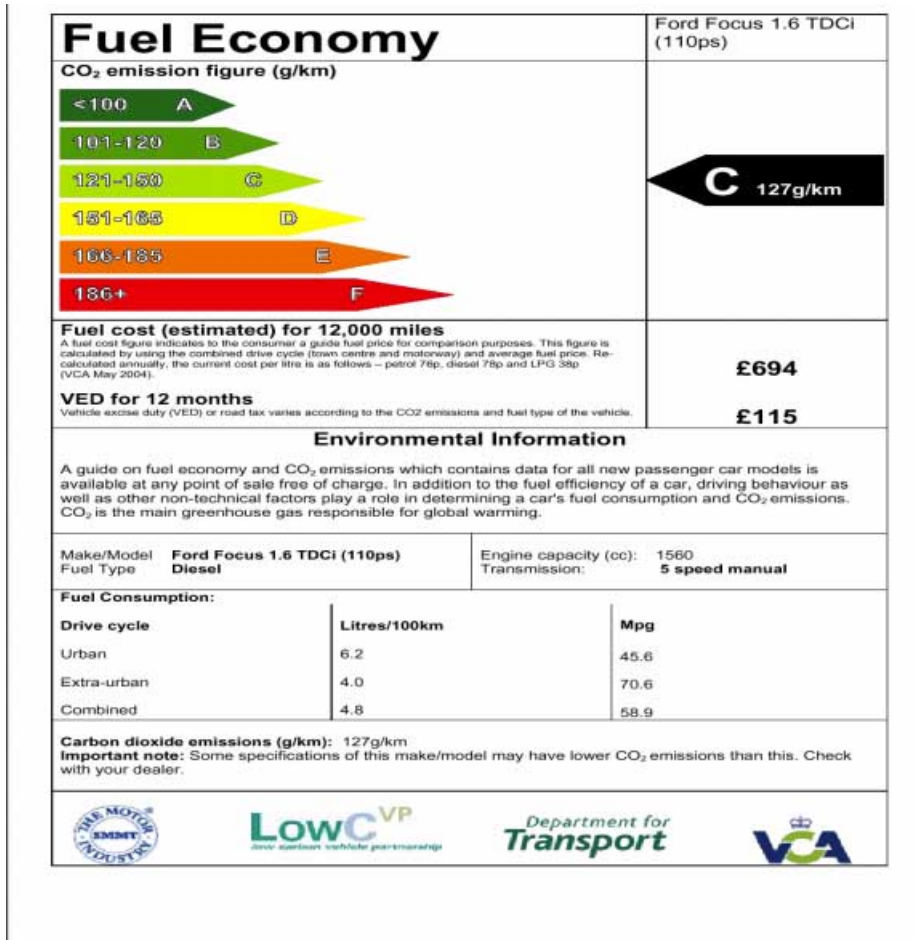 Fuel Economy
Ford Focus 1.6 TDCi
(110ps)
CO₂ emission figure (g/km)
<100 A
101-120 B
121-150 C
151-165 D
166-185 E
186+ F
C 127g/km
Fuel cost (estimated) for 12,000 miles
A fuel cost figure indicates to the consumer a guide fuel price for comparison purposes. This figure is
calculated by using the combined drive cycle (town centre and motorway) and average fuel price. Re-
calculated annually, the current cost per litre is as follows – petrol 76p, diesel 78p and LPG 38p
(VCA May 2004).
£694
VED for 12 months
Vehicle excise duty (VED) or road tax varies according to the CO2 emissions and fuel type of the vehicle.
£115
Environmental Information
A guide on fuel economy and CO₂ emissions which contains data for all new passenger car models is
available at any point of sale free of charge. In addition to the fuel efficiency of a car, driving behaviour as
well as other non-technical factors play a role in determining a car's fuel consumption and CO₂ emissions.
CO₂ is the main greenhouse gas responsible for global warming.
Make/Model Ford Focus 1.6 TDCi (110ps)
Fuel Type Diesel
Engine capacity (cc): 1560
Transmission: 5 speed manual
Fuel Consumption:
Drive cycle Litres/100km Mpg
Urban 6.2 45.6
Extra-urban 4.0 70.6
Combined 4.8 58.9
Carbon dioxide emissions (g/km): 127g/km
Important note: Some specifications of this make/model may have lower CO₂ emissions than this. Check
with your dealer.
THE MOTOR
SMMT
INDUSTRY
LowCVP
low carbon vehicle partnership
Department for
Transport
VCA